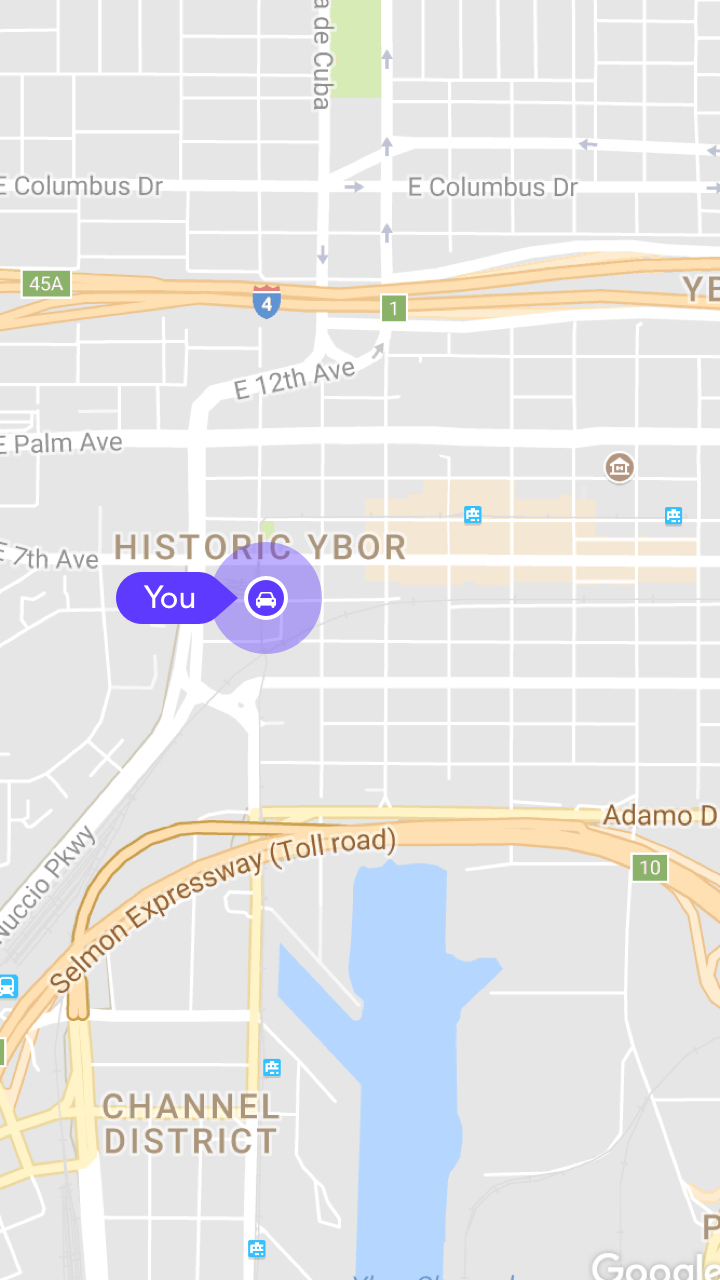 a de Cuba
E Columbus Dr
E Columbus Dr
45A
4
1
YB
E 12th Ave
E Palm Ave
HISTORIC YBOR
E 7th Ave
You
Adamo D
Selmon Expressway (Toll road)
10
Nuccio Pkwy
CHANNEL
DISTRICT
P
Google